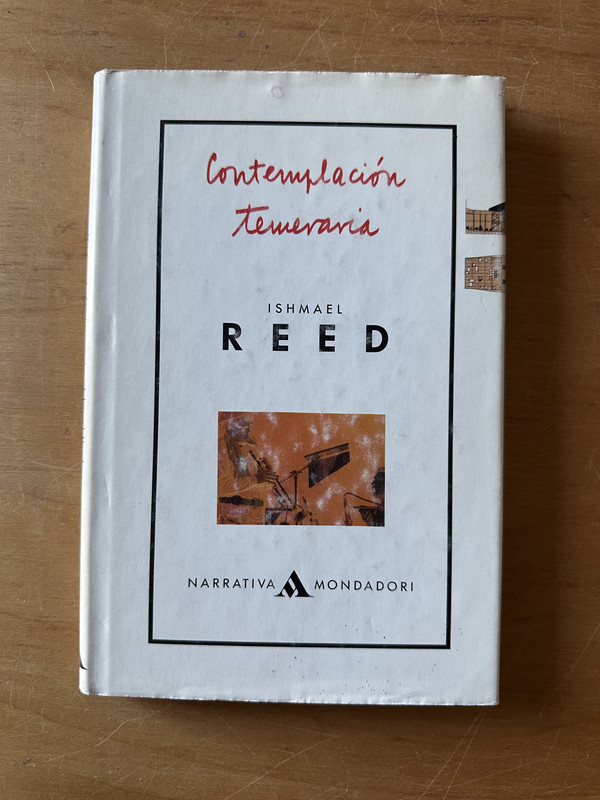 Contemplación
temeraria
ISHMAEL
REED
NARRATIVA MONDADORI